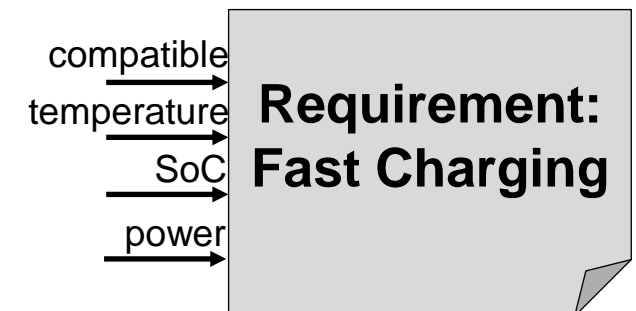 compatible
temperature
SoC
power
Requirement:
Fast Charging